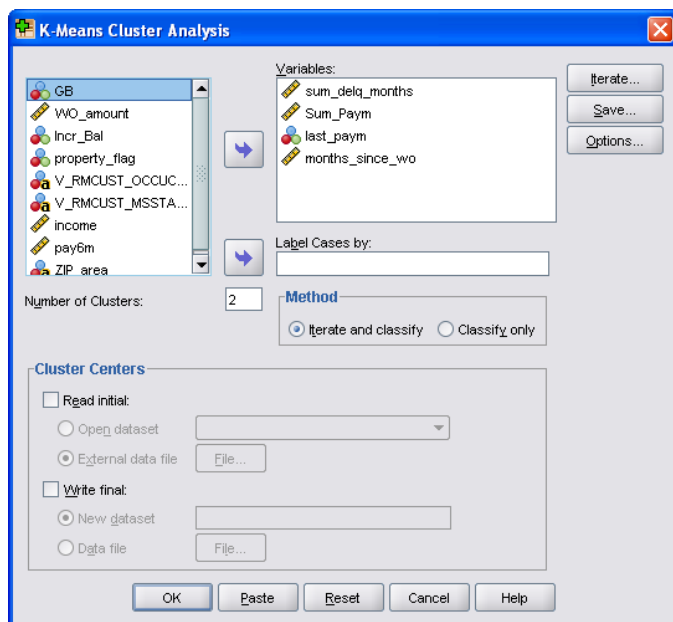 K-Means Cluster Analysis
GB
WO_amount
Incr_Bal
property_flag
V_RMCUST_OCCUC...
V_RMCUST_MSSTA...
income
pay6m
ZIP_area
Variables:
sum_delq_months
Sum_Paym
last_paym
months_since_wo
Iterate...
Save...
Options...
Label Cases by:
Number of Clusters:
2
Method
Iterate and classify
Classify only
Cluster Centers
Read initial:
Open dataset
External data file
File...
Write final:
New dataset
Data file
File...
OK
Paste
Reset
Cancel
Help